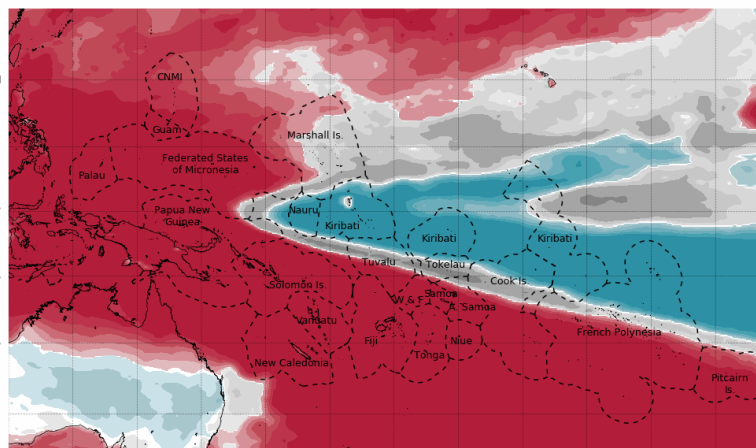 CNMI
Guam
Marshall Is.
Federated States
of Micronesia
Palau
Papua New
Guinea
Nauru
Kiribati
Kiribati
Kiribati
Tuvalu
Tokelau
Solomon Is.
Cook Is.
W & F
Samoa
A. Samoa
Vanuatu
French Polynesia
Fiji
Niue
Tonga
New Caledonia
Pitcairn
Is.